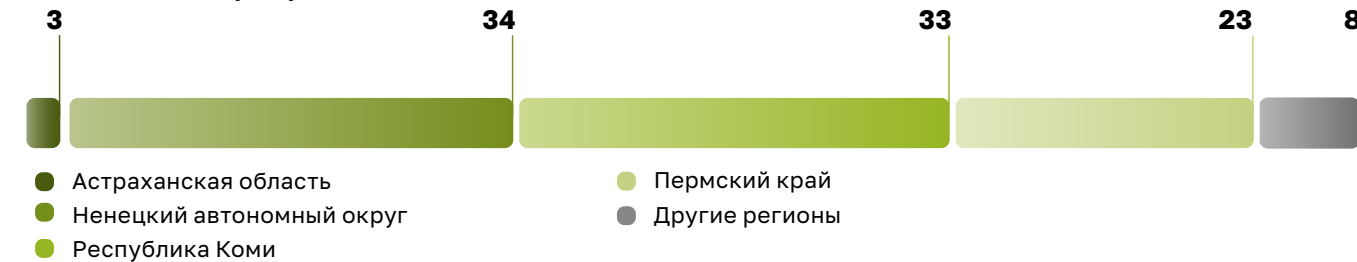 3 34 33 23 8
Астраханская область
Ненецкий автономный округ
Республика Коми
Пермский край
Другие регионы